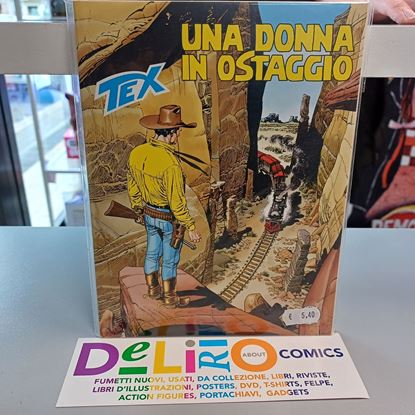 UNA DONNA
IN OSTAGGIO
TEX
€ 5.40
DeLiRiO ABOUT COMICS
FUMETTI NUOVI, USATI, DA COLLEZIONE, LIBRI, RIVISTE,
LIBRI D'ILLUSTRAZIONI, POSTERS, DVD, T-SHIRTS, FELPE,
ACTION FIGURES, PORTACHIAVI, GADGETS